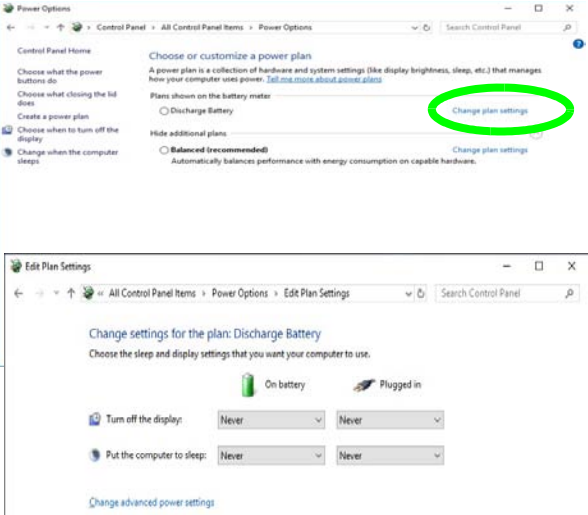 Power Options
Control Panel › All Control Panel Items › Power Options
Search Control Panel
Control Panel Home
Choose what the power
buttons do
Choose what closing the lid
does
Create a power plan
Choose when to turn off the
display
Change when the computer
sleeps
Choose or customize a power plan
A power plan is a collection of hardware and system settings (like display brightness, sleep, etc.) that manages
how your computer uses power. Tell me more about power plans
Plans shown on the battery meter
Discharge Battery Change plan settings
Hide additional plans
Balanced (recommended) Change plan settings
Automatically balances performance with energy consumption on capable hardware.
Edit Plan Settings
« All Control Panel Items › Power Options › Edit Plan Settings
Search Control Panel
Change settings for the plan: Discharge Battery
Choose the sleep and display settings that you want your computer to use.
On battery Plugged in
Turn off the display: Never Never
Put the computer to sleep: Never Never
Change advanced power settings